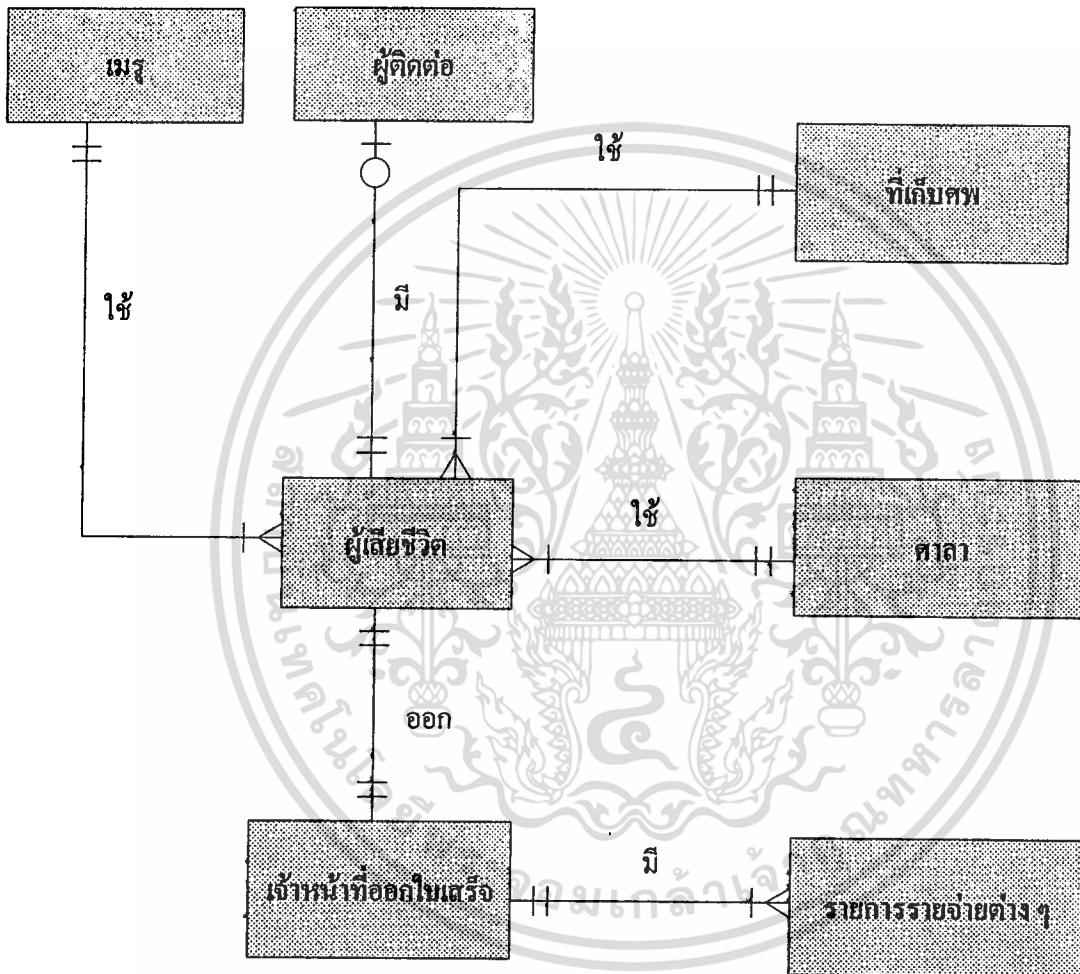 เมรุ
ผู้ติดต่อ
ใช้
ที่เก็บศพ
ใช้
มี
ผู้เสียชีวิต
ใช้
ศาลา
ออก
เจ้าหน้าที่ออกใบเสร็จ
มี
รายการรายจ่ายต่าง ๆ